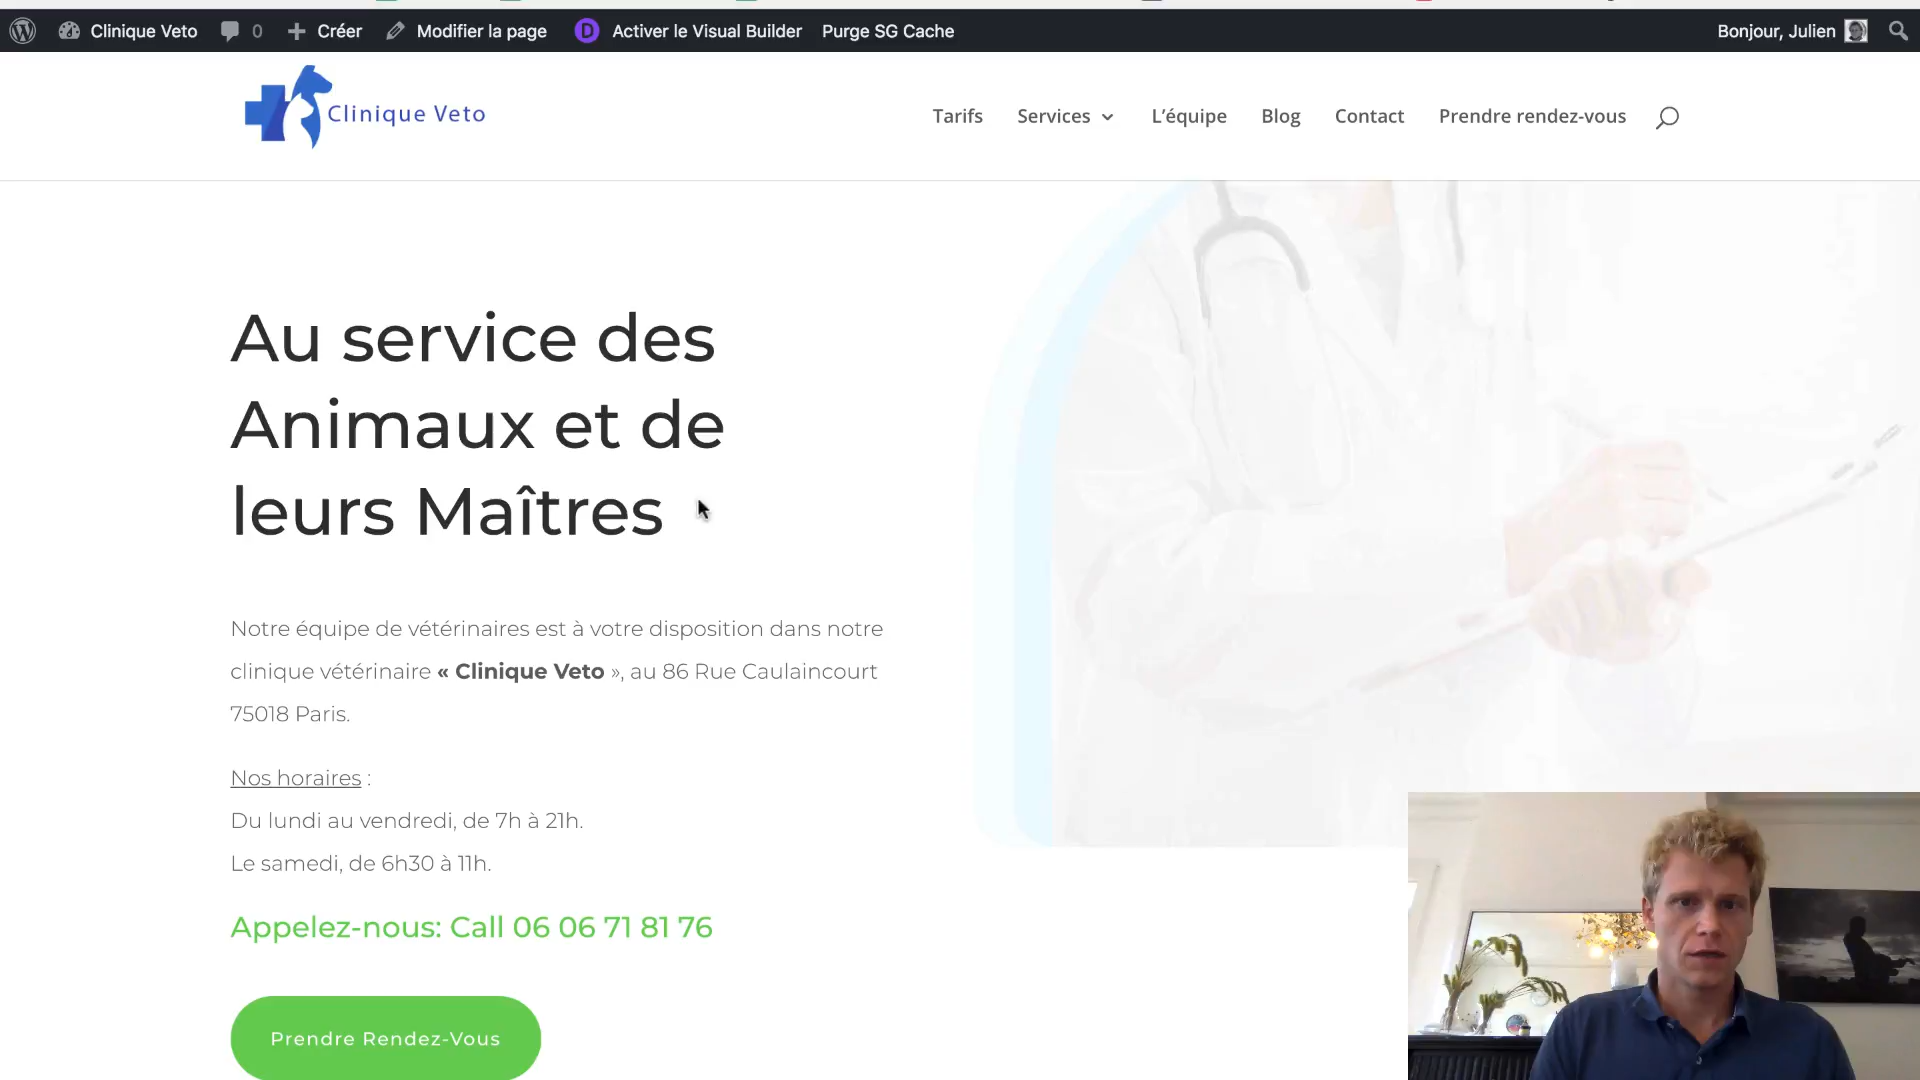 Clinique Veto
0
Créer
Modifier la page
D
Activer le Visual Builder
Purge SG Cache
Bonjour, Julien
Clinique Veto
Tarifs
Services
L’équipe
Blog
Contact
Prendre rendez-vous
Au service des
Animaux et de
leurs Maîtres
Notre équipe de vétérinaires est à votre disposition dans notre
clinique vétérinaire « Clinique Veto », au 86 Rue Caulaincourt
75018 Paris.
Nos horaires :
Du lundi au vendredi, de 7h à 21h.
Le samedi, de 6h30 à 11h.
Appelez-nous: Call 06 06 71 81 76
Prendre Rendez-Vous